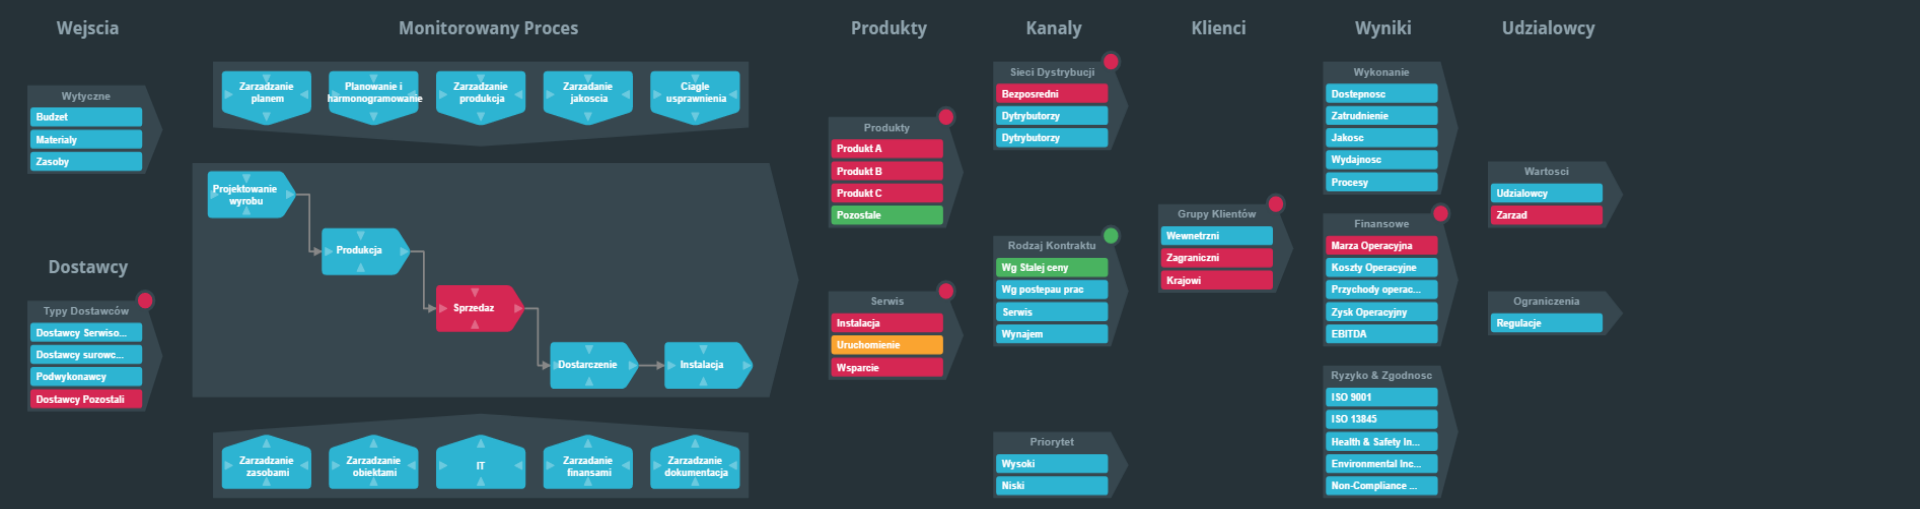 Wejscia
Wytyczne
Budzet
Materialy
Zasoby
Dostawcy
Typy Dostawców
Dostawcy Serwiso...
Dostawcy surowc...
Podwykonawcy
Dostawcy Pozostali
Monitorowany Proces
Zarzadzanie
planem
Planowanie i
harmonogramowanie
Zarzadzanie
produkcja
Zarzadanie
jakoscia
Ciagle
usprawnienia
Projektowanie
wyrobu
Produkcja
Sprzedaz
Dostarczenie
Instalacja
Zarzadzanie
zasobami
Zarzadzanie
obiektami
IT
Zarzadanie
finansami
Zarzadzanie
dokumentacja
Produkty
Produkty
Produkt A
Produkt B
Produkt C
Pozostale
Serwis
Instalacja
Uruchomienie
Wsparcie
Kanaly
Sieci Dystrybucji
Bezposredni
Dytrybutorzy
Dytrybutorzy
Rodzaj Kontraktu
Wg Stalej ceny
Wg postepau prac
Serwis
Wynajem
Priorytet
Wysoki
Niski
Klienci
Grupy Klientów
Wewnetrzni
Zagraniczni
Krajowi
Wyniki
Wykonanie
Dostepnosc
Zatrudnienie
Jakosc
Wydajnosc
Procesy
Finansowe
Marza Operacyjna
Koszty Operacyjne
Przychody operac...
Zysk Operacyjny
EBITDA
Ryzyko & Zgodnosc
ISO 9001
ISO 13845
Health & Safety In...
Environmental Inc...
Non-Compliance ...
Udzialowcy
Wartosci
Udzialowcy
Zarzad
Ograniczenia
Regulacje